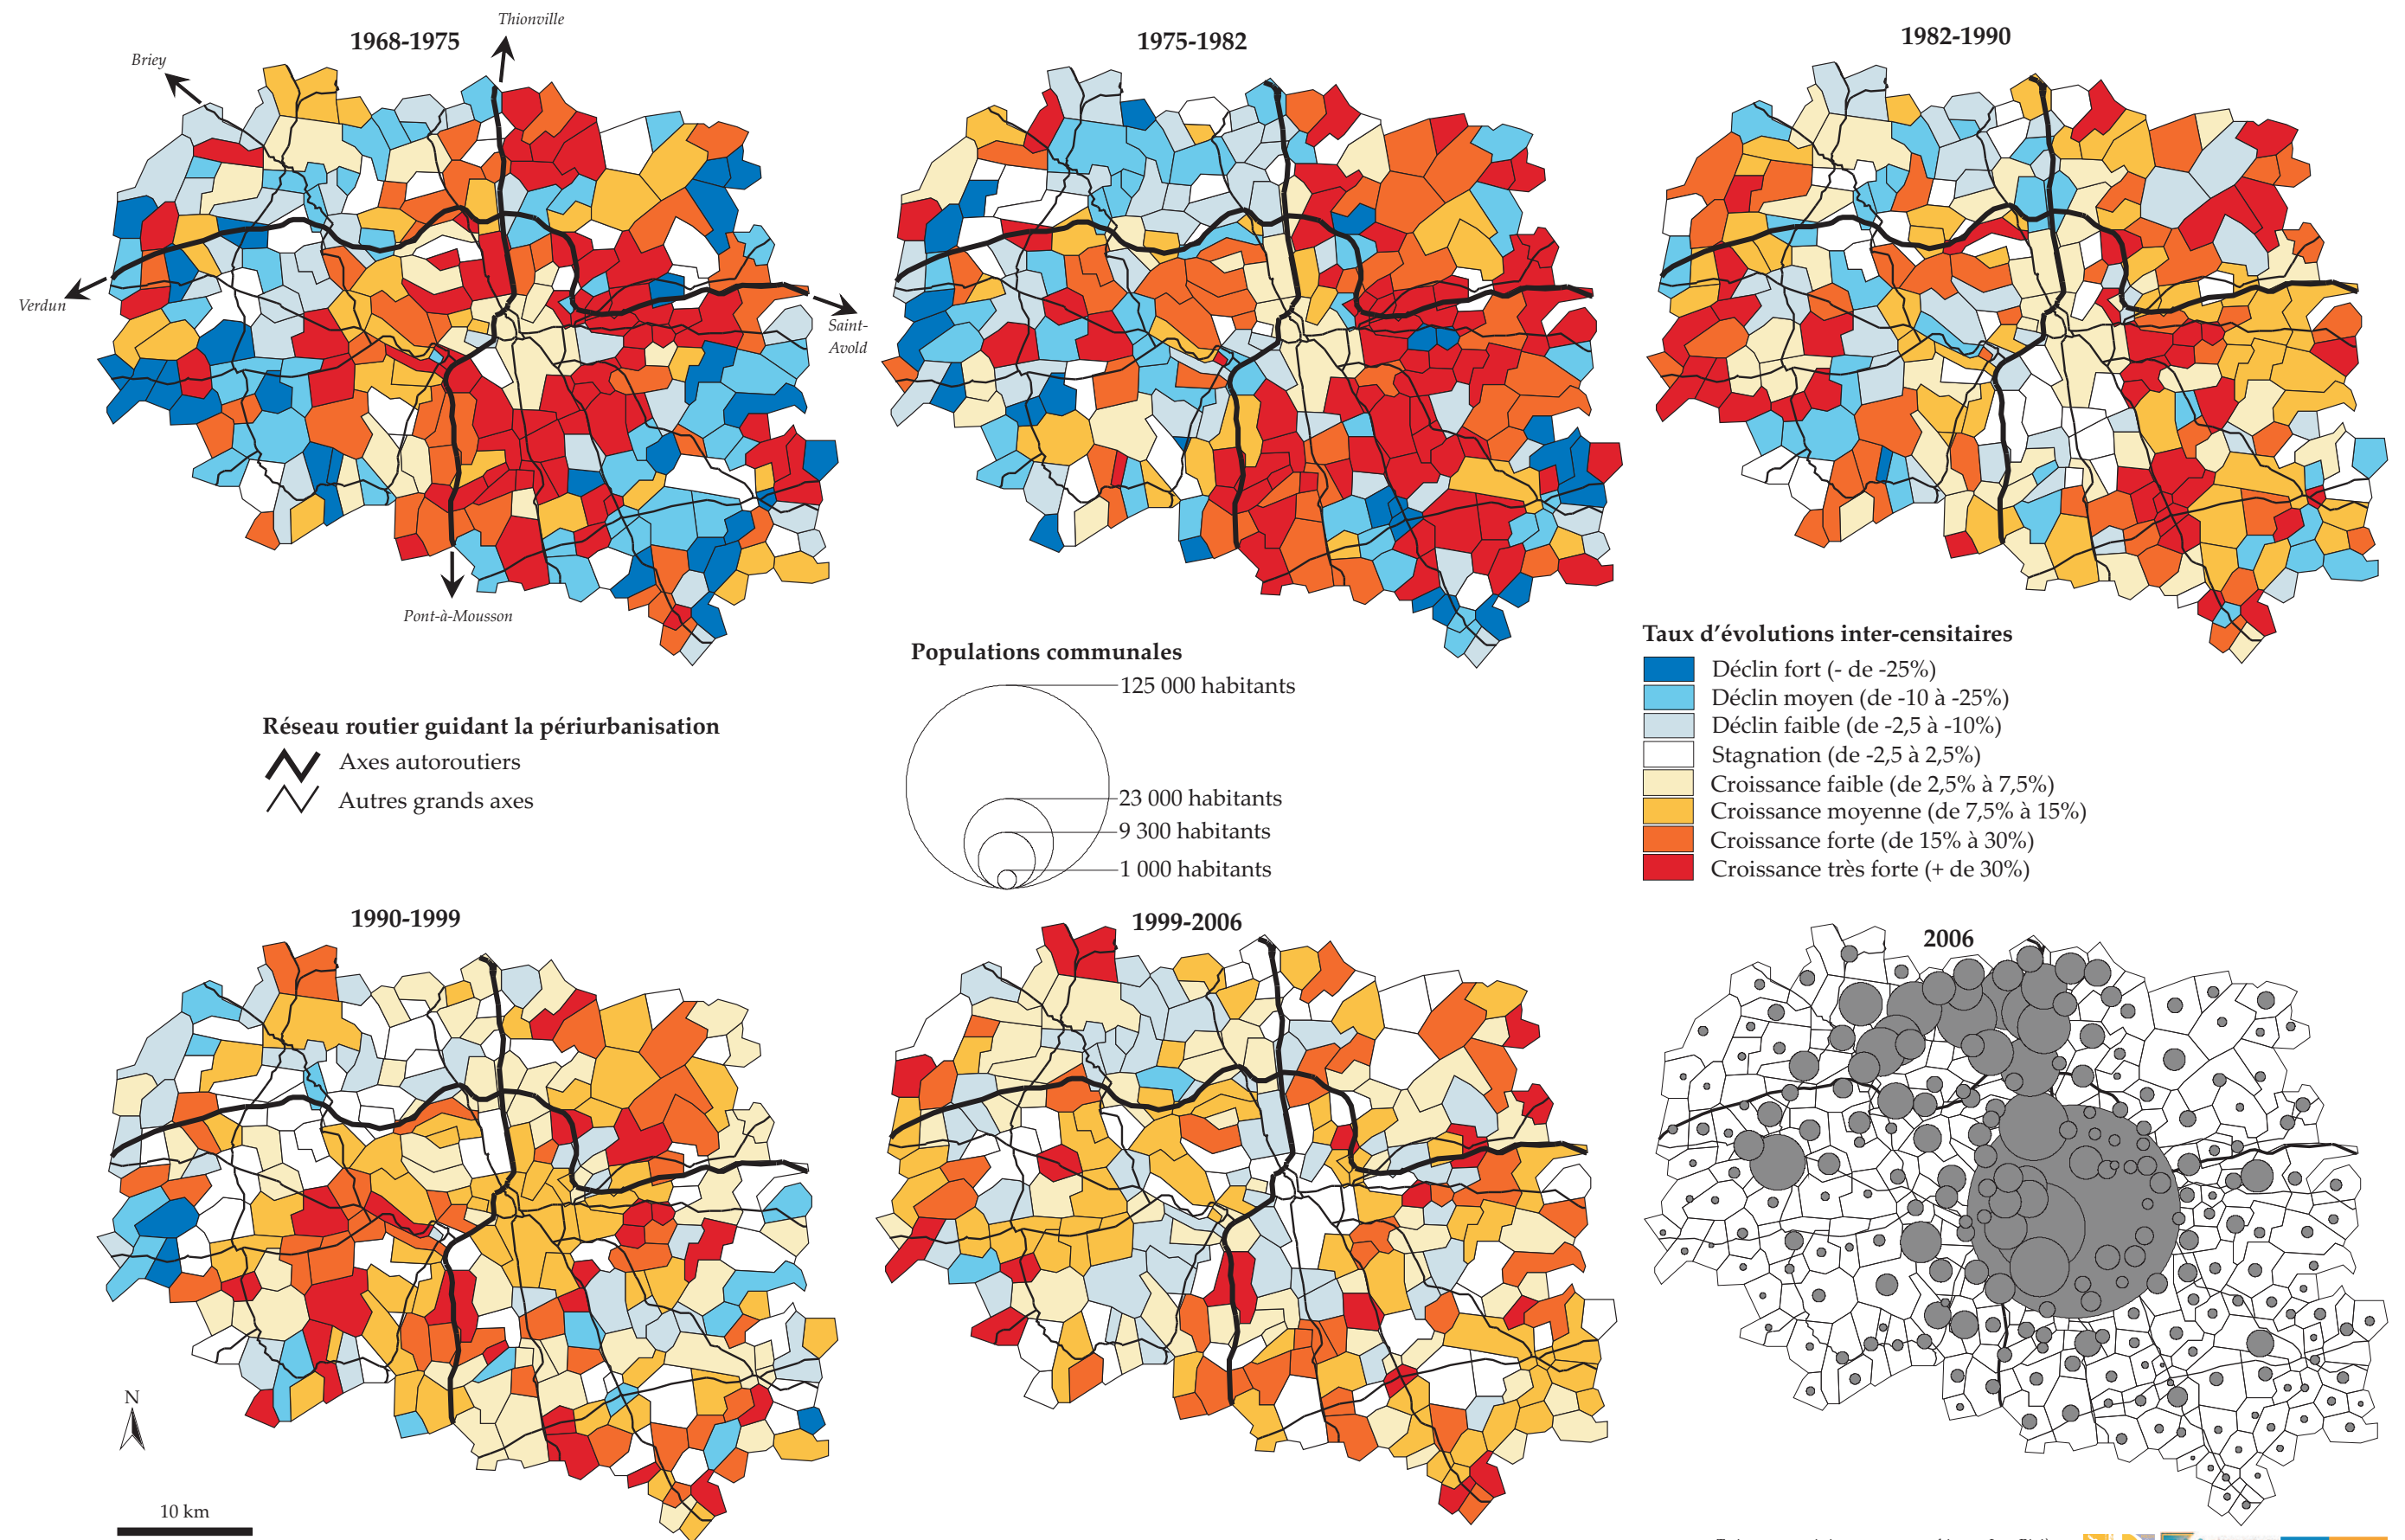 Thionville
1968-1975
1975-1982
1982-1990
Briey
Verdun
Saint-
Avold
Pont-à-Mousson
Populations communales
125 000 habitants
23 000 habitants
9 300 habitants
1 000 habitants
Réseau routier guidant la périurbanisation
Axes autoroutiers
Autres grands axes
Taux d'évolutions inter-censitaires
Déclin fort (- de -25%)
Déclin moyen (de -10 à -25%)
Déclin faible (de -2,5 à -10%)
Stagnation (de -2,5 à 2,5%)
Croissance faible (de 2,5% à 7,5%)
Croissance moyenne (de 7,5% à 15%)
Croissance forte (de 15% à 30%)
Croissance très forte (+ de 30%)
1990-1999
1999-2006
2006
N
10 km